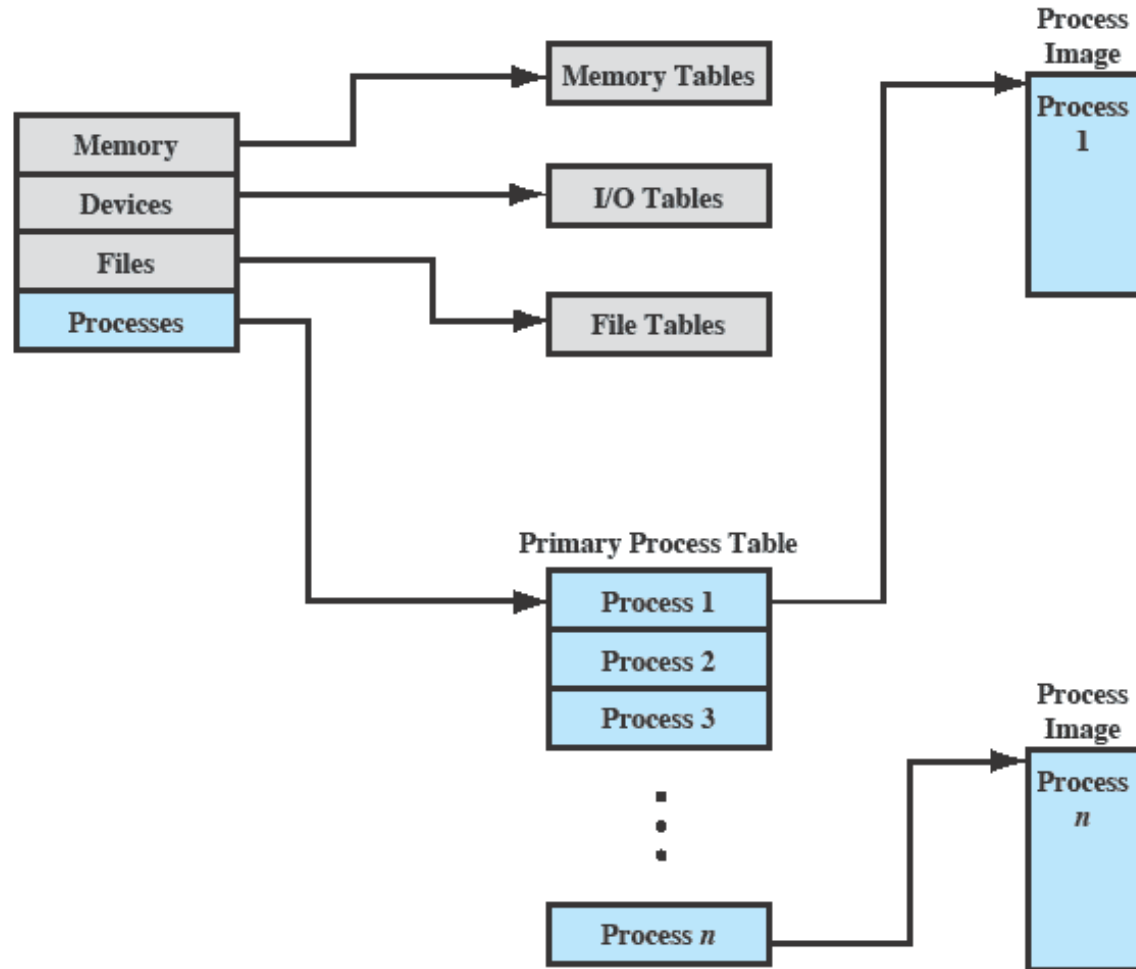 Memory
Devices
Files
Processes
Memory Tables
I/O Tables
File Tables
Primary Process Table
Process 1
Process 2
Process 3
Process n
Process
Image
Process
1
Process
Image
Process
n